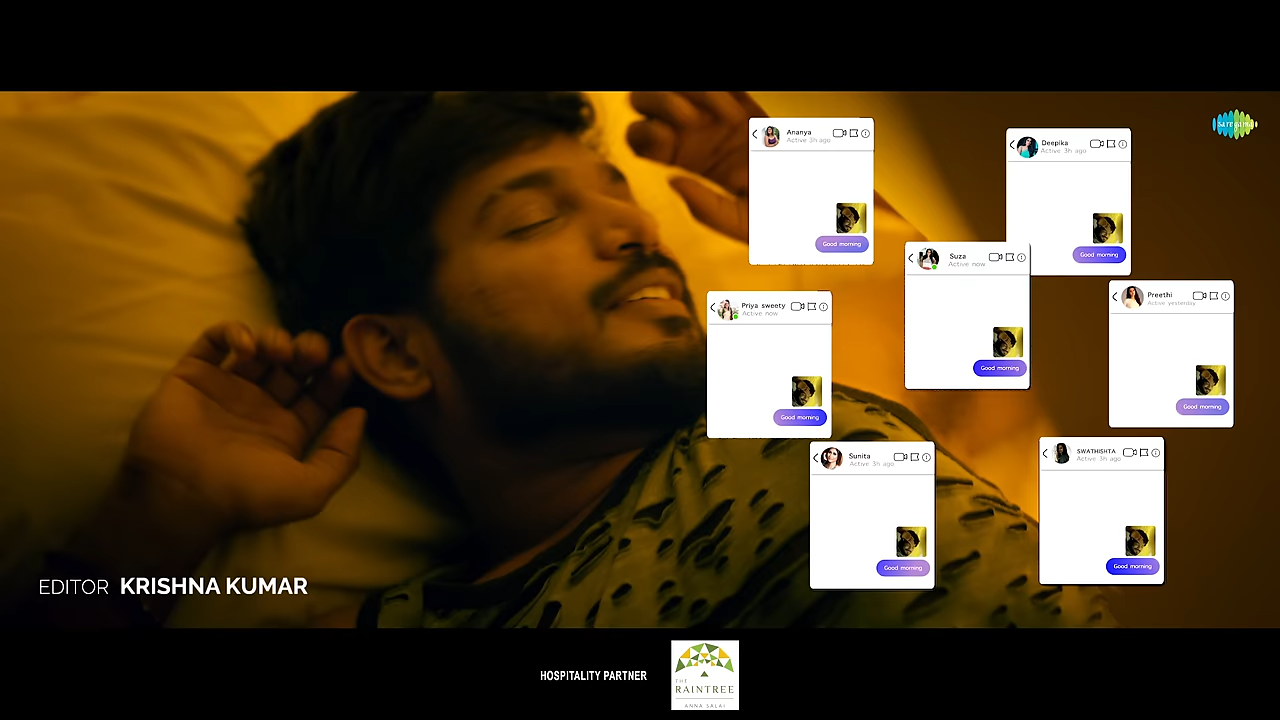 Ananya
Active 3h ago
Good morning
Deepika
Active 3h ago
Good morning
saregama
Suza
Active now
Good morning
Priya sweety
Active now
Good morning
Preethi
Active yesterday
Good morning
Sunita
Active 3h ago
Good morning
SWATHISHTA
Active 3h ago
Good morning
EDITOR KRISHNA KUMAR
HOSPITALITY PARTNER
THE
RAINTREE
ANNA SALAI